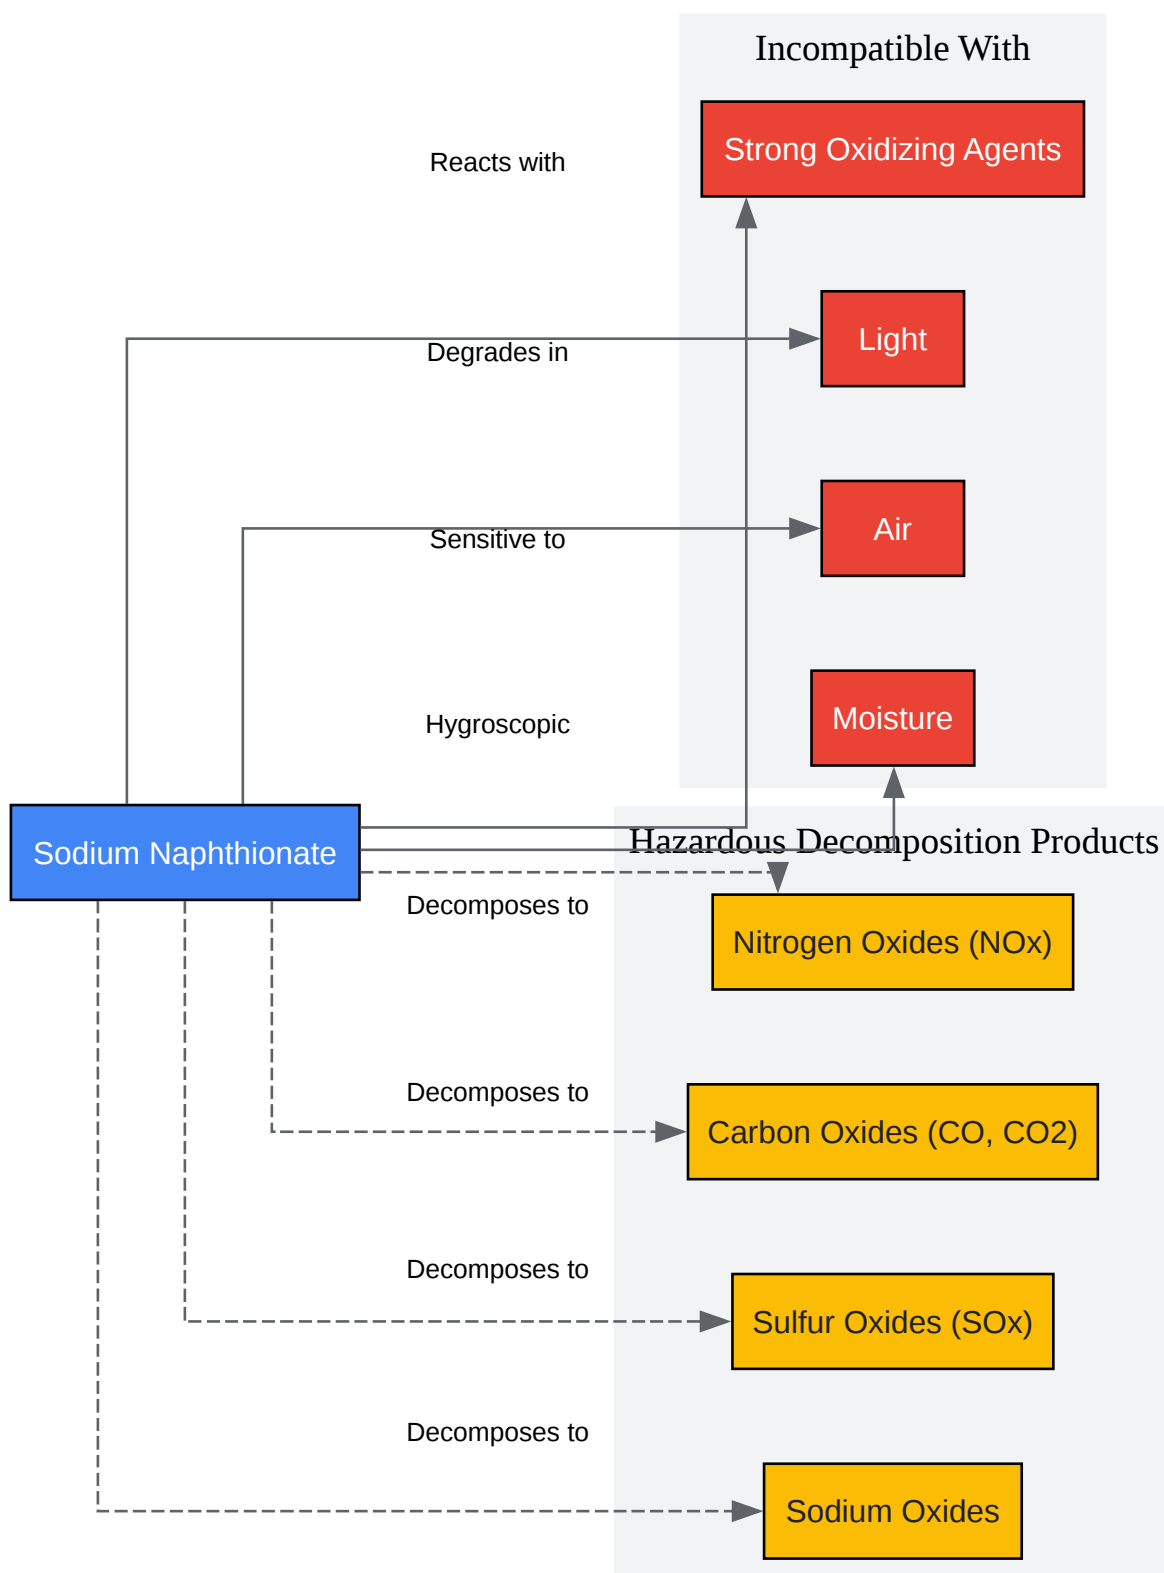 Incompatible With
Strong Oxidizing Agents
Reacts with
Light
Degrades in
Air
Sensitive to
Moisture
Hygroscopic
Sodium Naphthionate
Hazardous Decomposition Products
Decomposes to
Nitrogen Oxides (NOx)
Decomposes to
Carbon Oxides (CO, CO2)
Decomposes to
Sulfur Oxides (SOx)
Decomposes to
Sodium Oxides